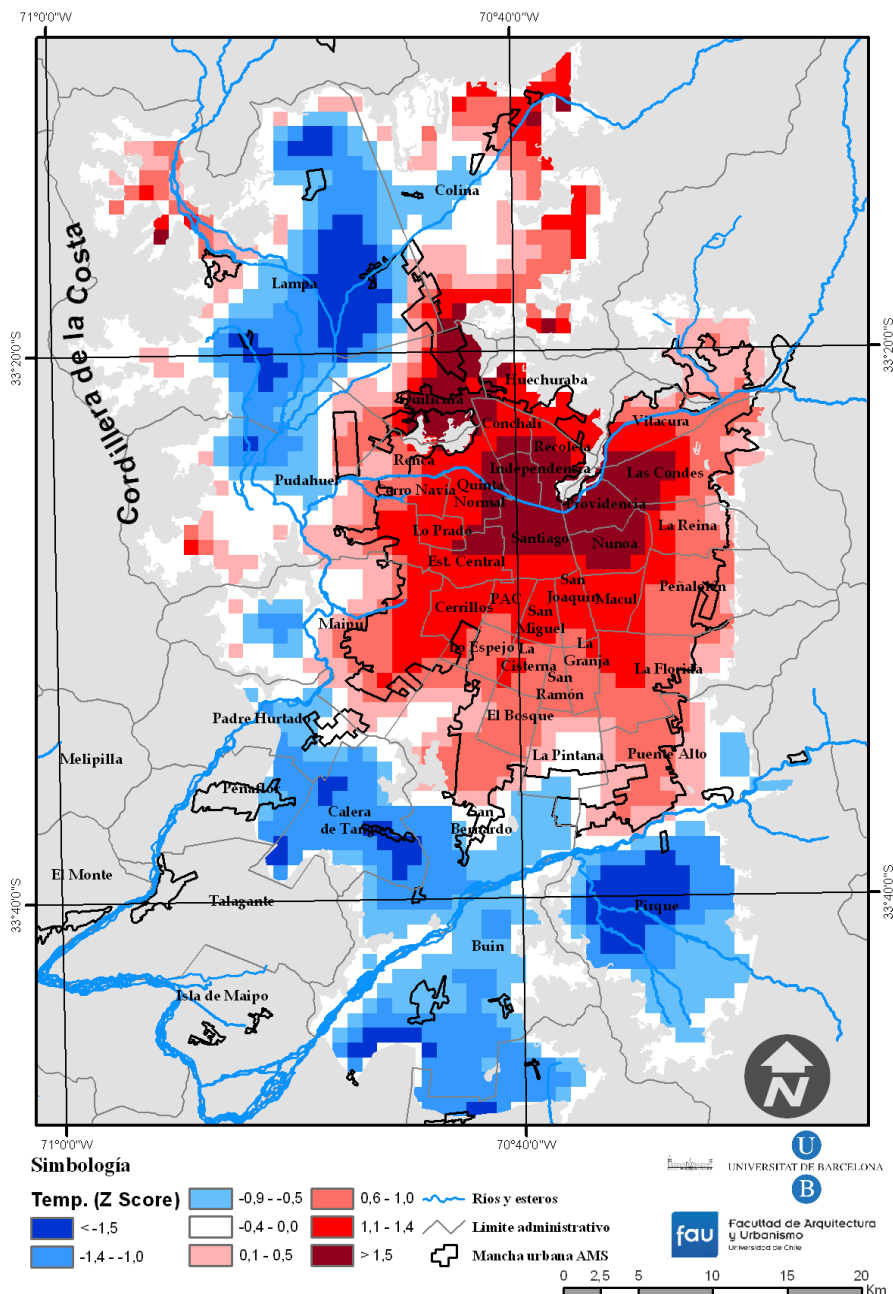 71°0'0"W
70°40'0"W
Colina
Cordillera de la Costa
Lampa
33°20'0"S
33°20'0"S
Huechuraba
Quilicura
Conchalí
Vitacura
Recoleta
Renca
Independencia
Las Condes
Pudahuel
Quinta
Normal
Cerro Navia
Providencia
La Reina
Lo Prado
Santiago
Ñunoa
Est. Central
San
Joaquín
Peñalolén
Cerrillos
PAC
Macul
San
Miguel
Maipú
Lo Espejo
La
Cisterna
La
Granja
La Florida
San
Ramón
Padre Hurtado
El Bosque
Melipilla
La Pintana
Puente Alto
Peñaflor
Calera
de Tango
San
Bernardo
El Monte
33°40'0"S
33°40'0"S
Talagante
Pirque
Buin
Isla de Maipo
N
71°0'0"W
70°40'0"W
Simbología
Temp. (Z Score)
< -1,5
-1,4 - -1,0
-0,9 - -0,5
-0,4 - 0,0
0,1 - 0,5
0,6 - 1,0
1,1 - 1,4
> 1,5
Ríos y esteros
Límite administrativo
Mancha urbana AMS
U
UNIVERSITAT DE BARCELONA
B
fau
Facultad de Arquitectura
y Urbanismo
Universidad de Chile
0 2,5 5 10 15 20
Km